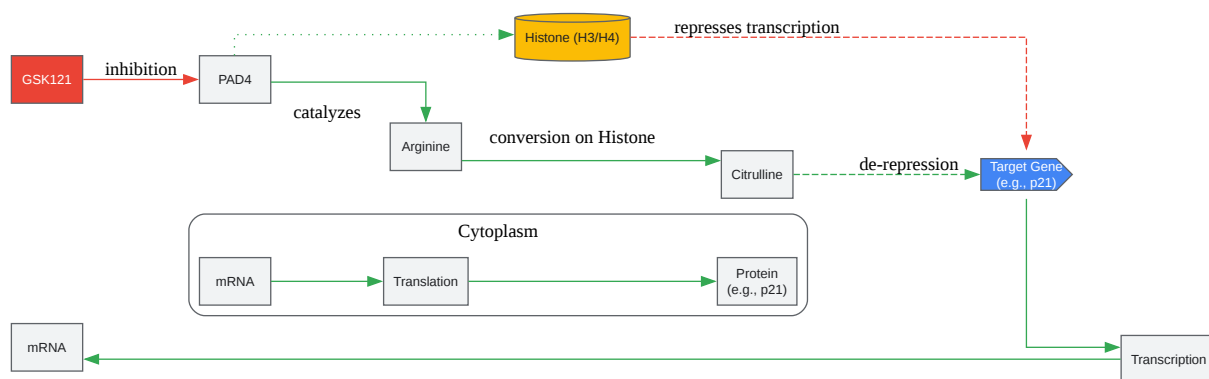 Histone (H3/H4)
represses transcription
GSK121
inhibition
PAD4
catalyzes
Arginine
conversion on Histone
Citrulline
de-repression
Target Gene
(e.g., p21)
Cytoplasm
mRNA
Translation
Protein
(e.g., p21)
mRNA
Transcription